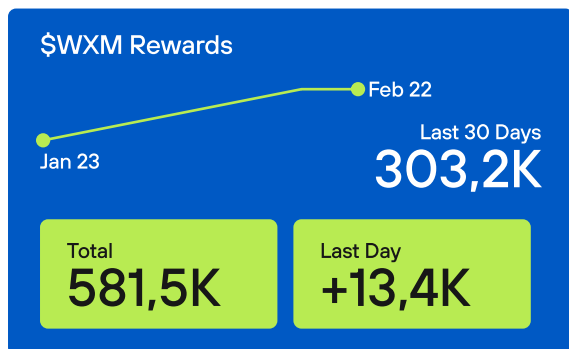 $WXM Rewards
Feb 22
Jan 23
Last 30 Days
303,2K
Total
581,5K
Last Day
+13,4K